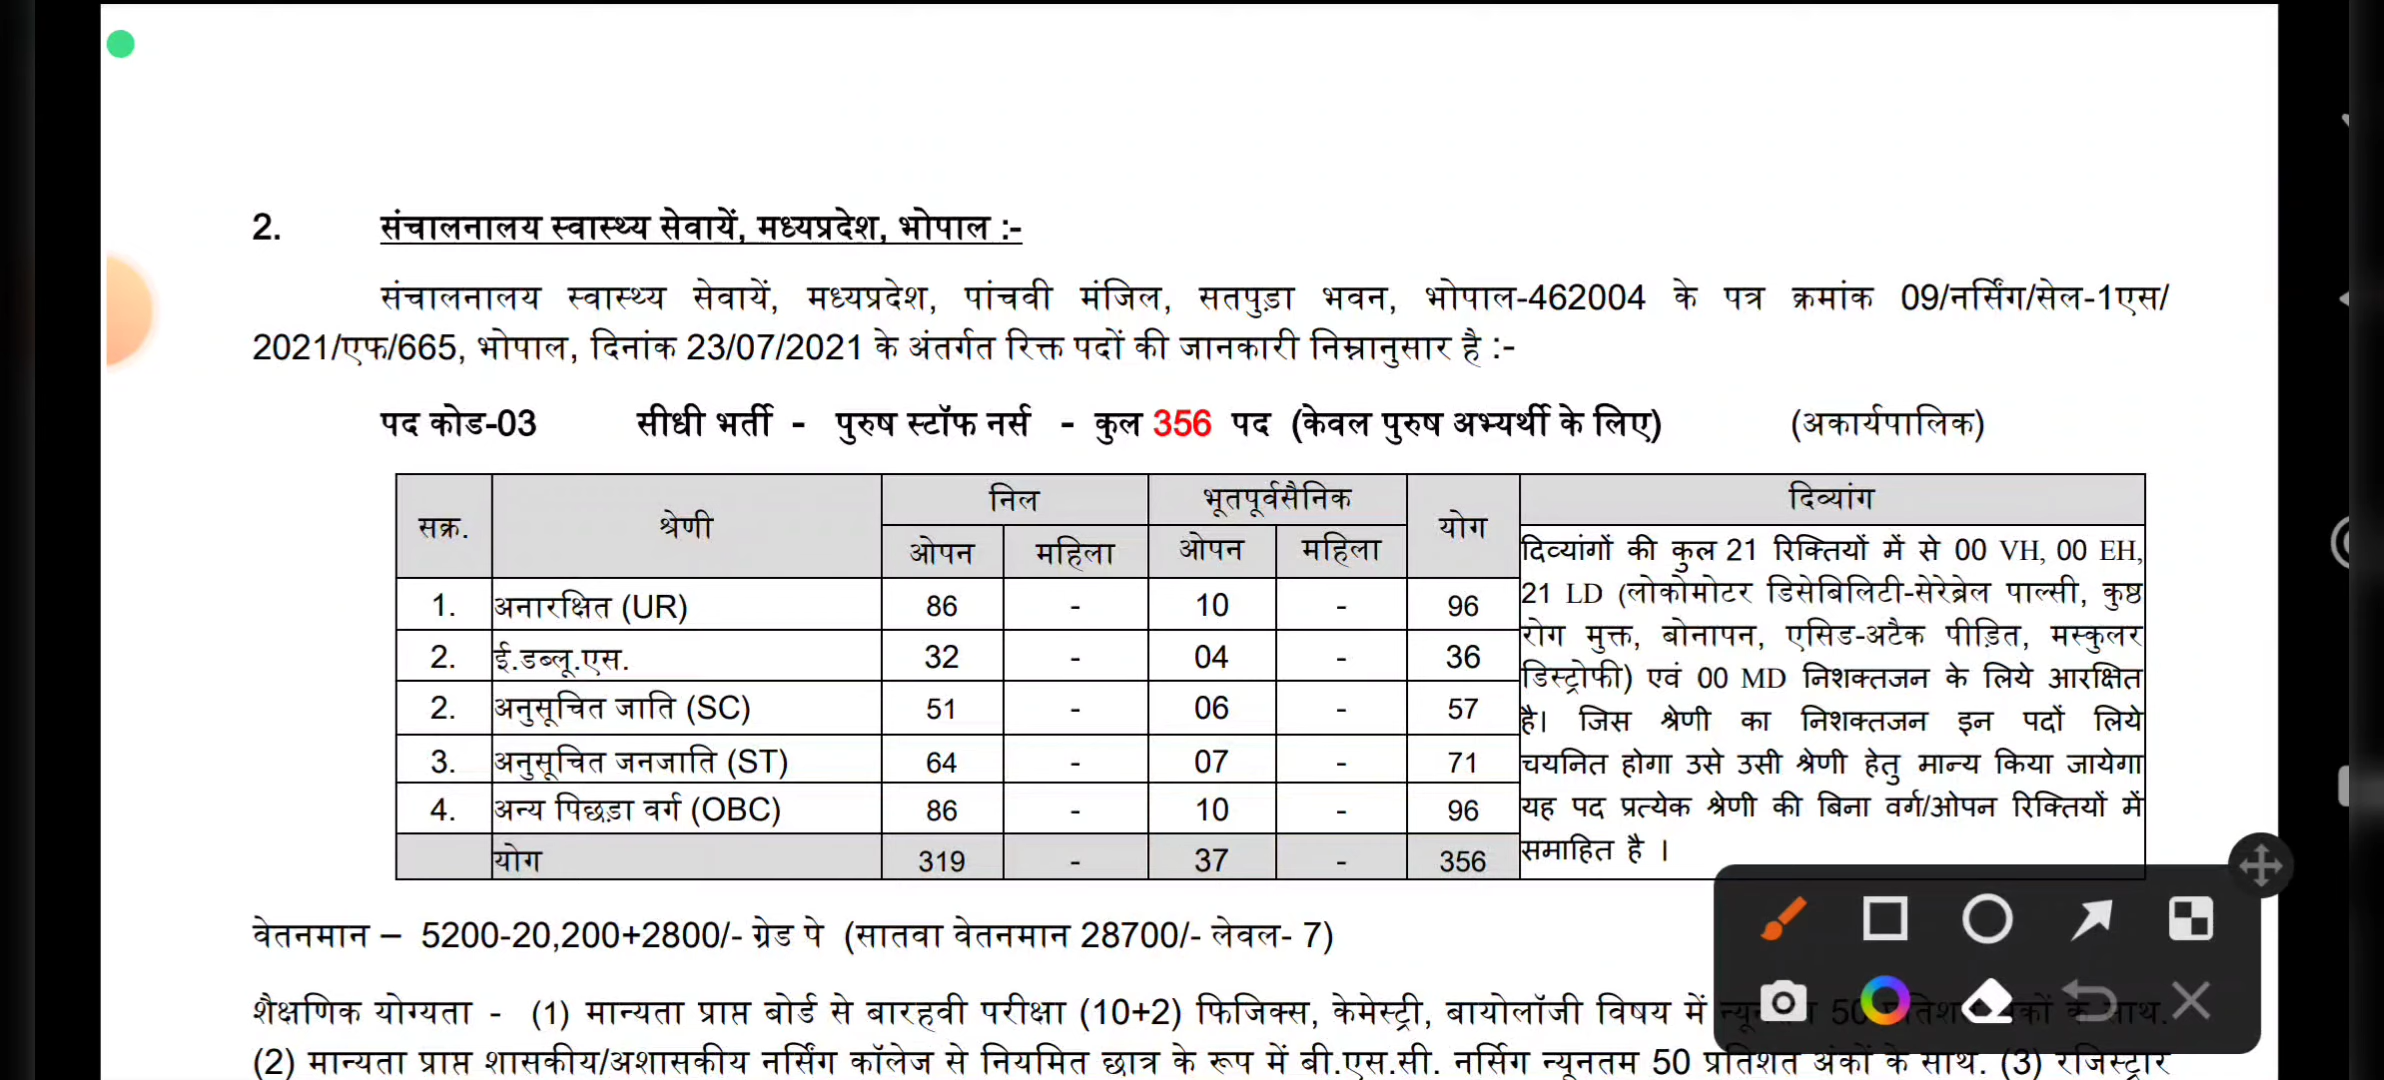 2. संचालनालय स्वास्थ्य सेवायें, मध्यप्रदेश, भोपाल :-
संचालनालय स्वास्थ्य सेवायें, मध्यप्रदेश, पांचवी मंजिल, सतपुड़ा भवन, भोपाल-462004 के पत्र क्रमांक 09/नर्सिंग/सेल-1एस/
2021/एफ/665, भोपाल, दिनांक 23/07/2021 के अंतर्गत रिक्त पदों की जानकारी निम्नानुसार है :-
पद कोड-03 सीधी भर्ती - पुरुष स्टॉफ नर्स - कुल 356 पद (केवल पुरुष अभ्यर्थी के लिए) (अकार्यपालिक)
सक्र. श्रेणी निल भूतपूर्वसैनिक योग दिव्यांग
ओपन महिला ओपन महिला
1. अनारक्षित (UR) 86 - 10 - 96
2. ई.डब्लू.एस. 32 - 04 - 36
2. अनुसूचित जाति (SC) 51 - 06 - 57
3. अनुसूचित जनजाति (ST) 64 - 07 - 71
4. अन्य पिछड़ा वर्ग (OBC) 86 - 10 - 96
योग 319 - 37 - 356
दिव्यांगों की कुल 21 रिक्तियों में से 00 VH, 00 EH,
21 LD (लोकोमोटर डिसेबिलिटी-सेरेब्रेल पाल्सी, कुष्ठ
रोग मुक्त, बोनापन, एसिड-अटैक पीड़ित, मस्कुलर
डिस्ट्रोफी) एवं 00 MD निशक्तजन के लिये आरक्षित
है। जिस श्रेणी का निशक्तजन इन पदों लिये
चयनित होगा उसे उसी श्रेणी हेतु मान्य किया जायेगा
यह पद प्रत्येक श्रेणी की बिना वर्ग/ओपन रिक्तियों में
समाहित है ।
वेतनमान – 5200-20,200+2800/- ग्रेड पे (सातवा वेतनमान 28700/- लेवल- 7)
शैक्षणिक योग्यता - (1) मान्यता प्राप्त बोर्ड से बारहवी परीक्षा (10+2) फिजिक्स, केमेस्ट्री, बायोलॉजी विषय में 50 के साथ.
(2) मान्यता प्राप्त शासकीय/अशासकीय नर्सिंग कॉलेज से नियमित छात्र के रूप में बी.एस.सी. नर्सिग न्यूनतम 50 प्रतिशत अंकों के साथ. (3) रजिस्ट्रार